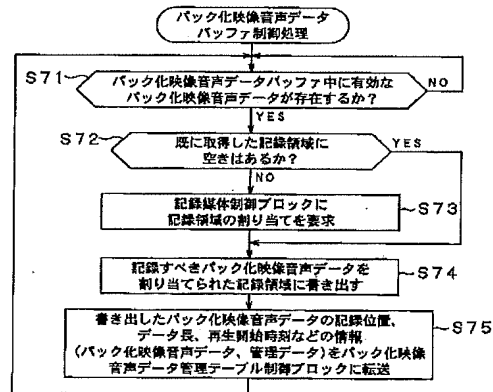 パック化映像音声データ
バッファ制御処理
S71
パック化映像音声データバッファ中に有効な
パック化映像音声データが存在するか？
NO
YES
S72
既に取得した記録領域に
空きはあるか？
YES
NO
記録媒体制御ブロックに
記録領域の割り当てを要求
S73
記録すべきパック化映像音声データを
割り当てられた記録領域に書き出す
S74
書き出したパック化映像音声データの記録位置、
データ長、再生開始時刻などの情報
(パック化映像音声データ、管理データ)をパック化映像
音声データ管理テーブル制御ブロックに転送
S75